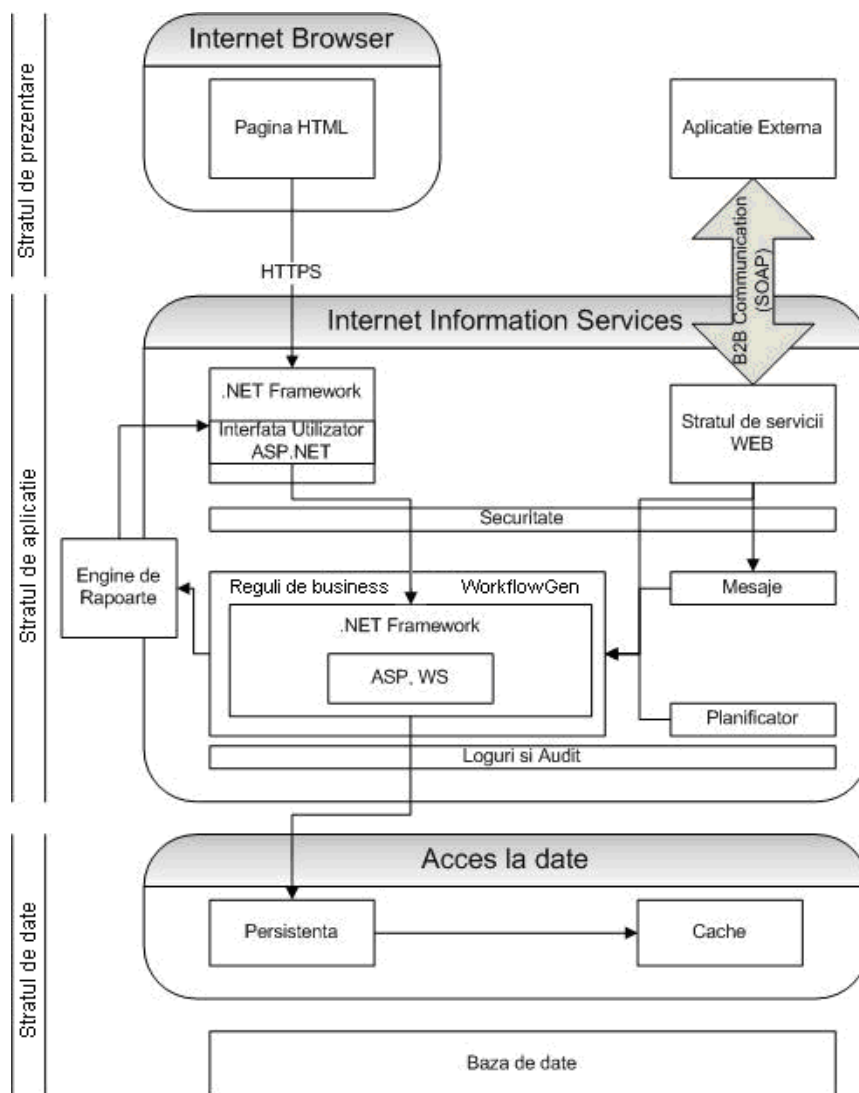 Stratul de prezentare
Internet Browser
Pagina HTML
Aplicatie Externa
HTTPS
B2B Communication
(SOAP)
Stratul de aplicatie
Internet Information Services
.NET Framework
Interfata Utilizator
ASP.NET
Stratul de servicii
WEB
Securitate
Engine de
Rapoarte
Reguli de business
WorkflowGen
.NET Framework
ASP, WS
Mesaje
Planificator
Loguri si Audit
Stratul de date
Acces la date
Persistenta
Cache
Baza de date